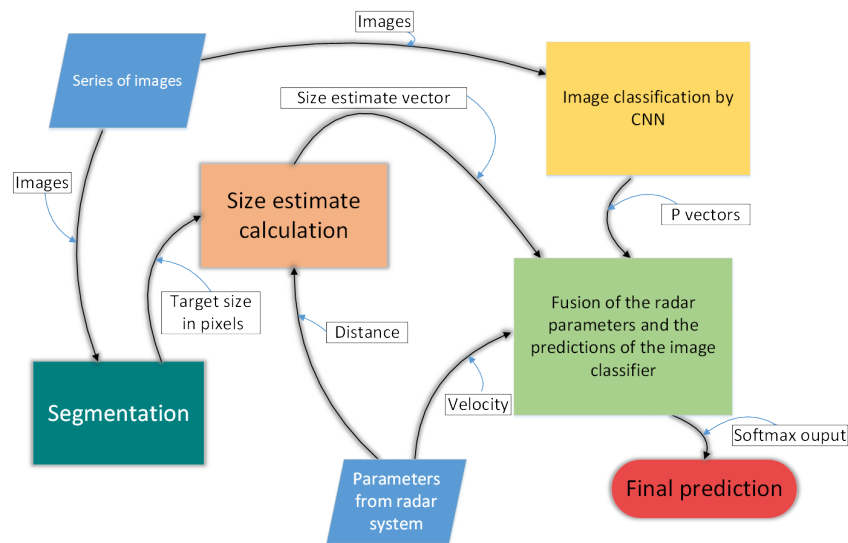 Images
Series of images
Image classification by
CNN
Size estimate vector
Images
Size estimate
calculation
P vectors
Target size
in pixels
Distance
Fusion of the radar
parameters and the
predictions of the image
classifier
Segmentation
Velocity
Softmax ouput
Parameters
from radar
system
Final prediction